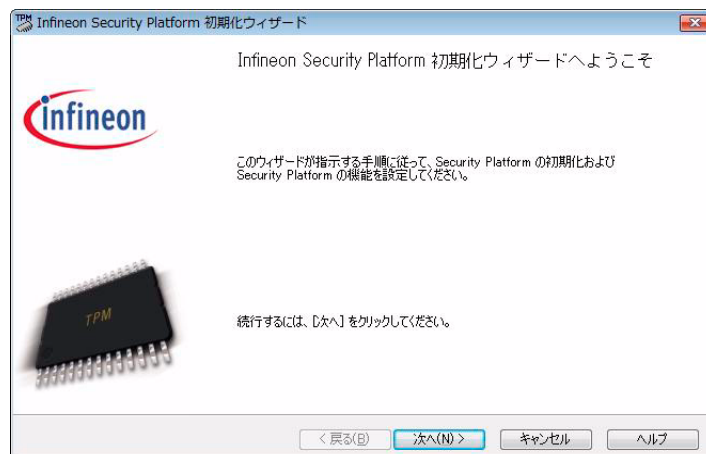 Infineon Security Platform 初期化ウィザード
Infineon Security Platform 初期化ウィザードへようこそ
infineon
このウィザードが指示する手順に従って、Security Platform の初期化および
Security Platform の機能を設定してください。
TPM
続行するには、[次へ] をクリックしてください。
< 戻る(B)
次へ(N) >
キャンセル
ヘルプ